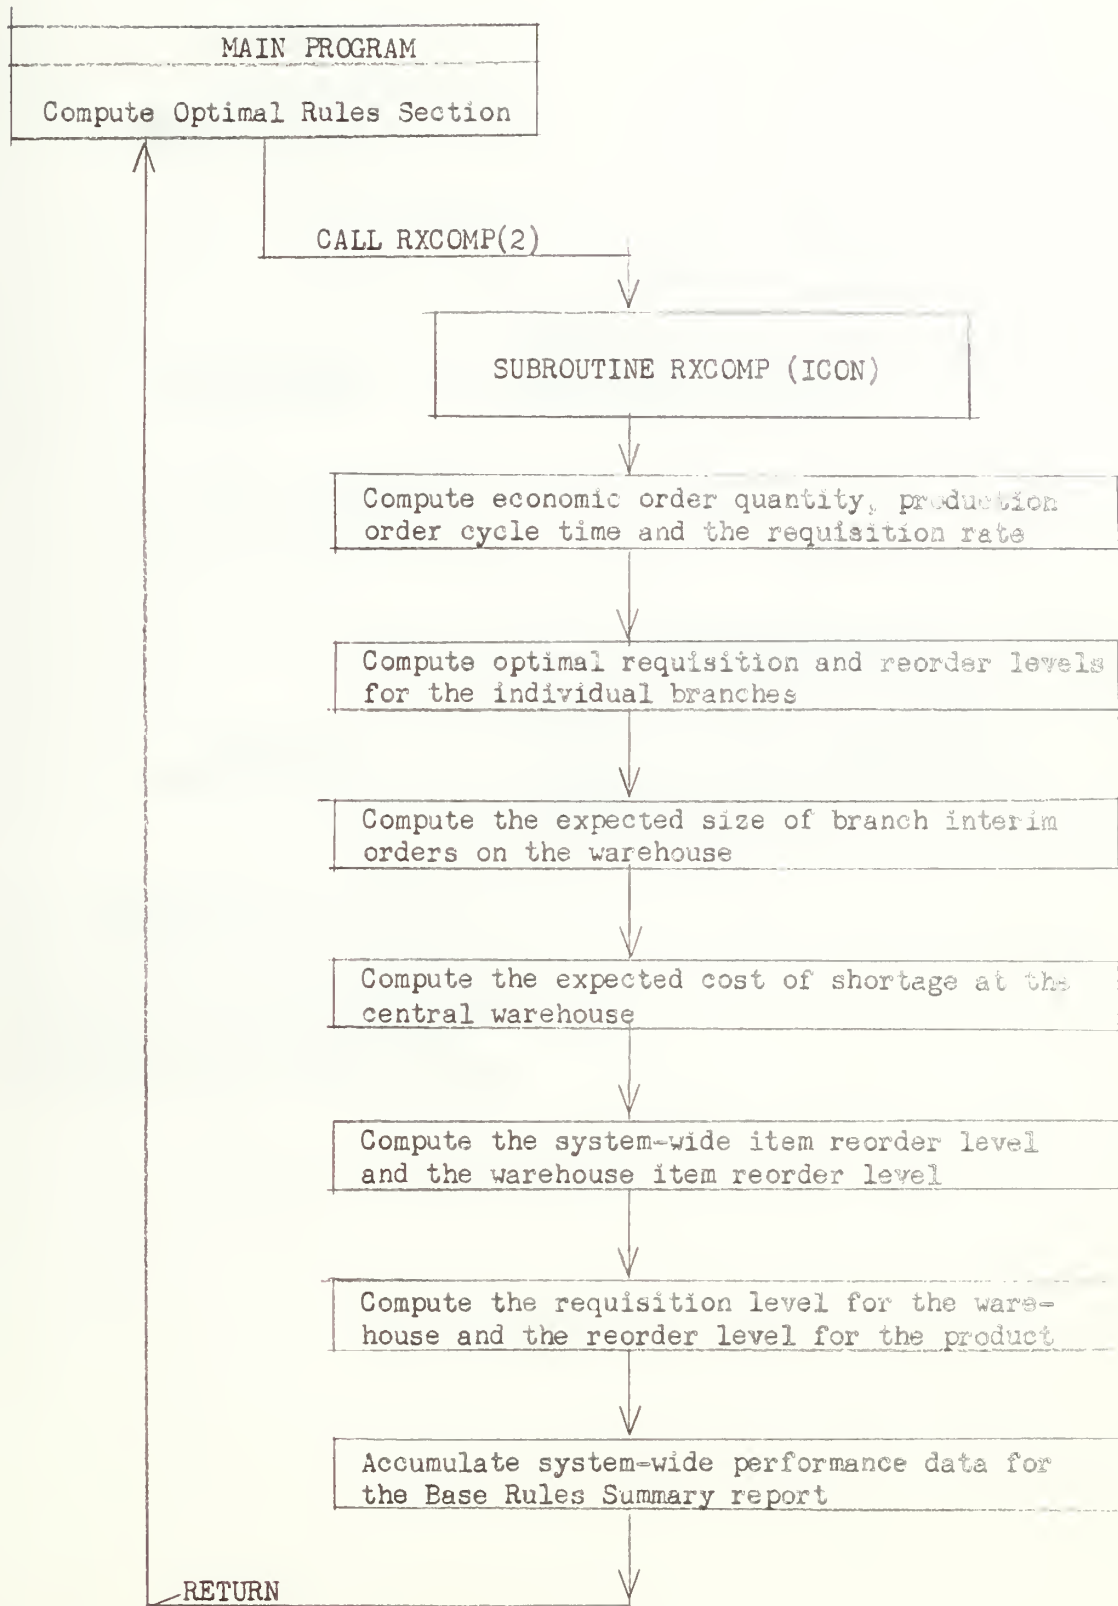 MAIN PROGRAM
Compute Optimal Rules Section
CALL RXCOMP(2)
SUBROUTINE RXCOMP (ICON)
Compute economic order quantity, production
order cycle time and the requisition rate
Compute optimal requisition and reorder levels
for the individual branches
Compute the expected size of branch interim
orders on the warehouse
Compute the expected cost of shortage at the
central warehouse
Compute the system-wide item reorder level
and the warehouse item reorder level
Compute the requisition level for the ware-
house and the reorder level for the product
Accumulate system-wide performance data for
the Base Rules Summary report
RETURN